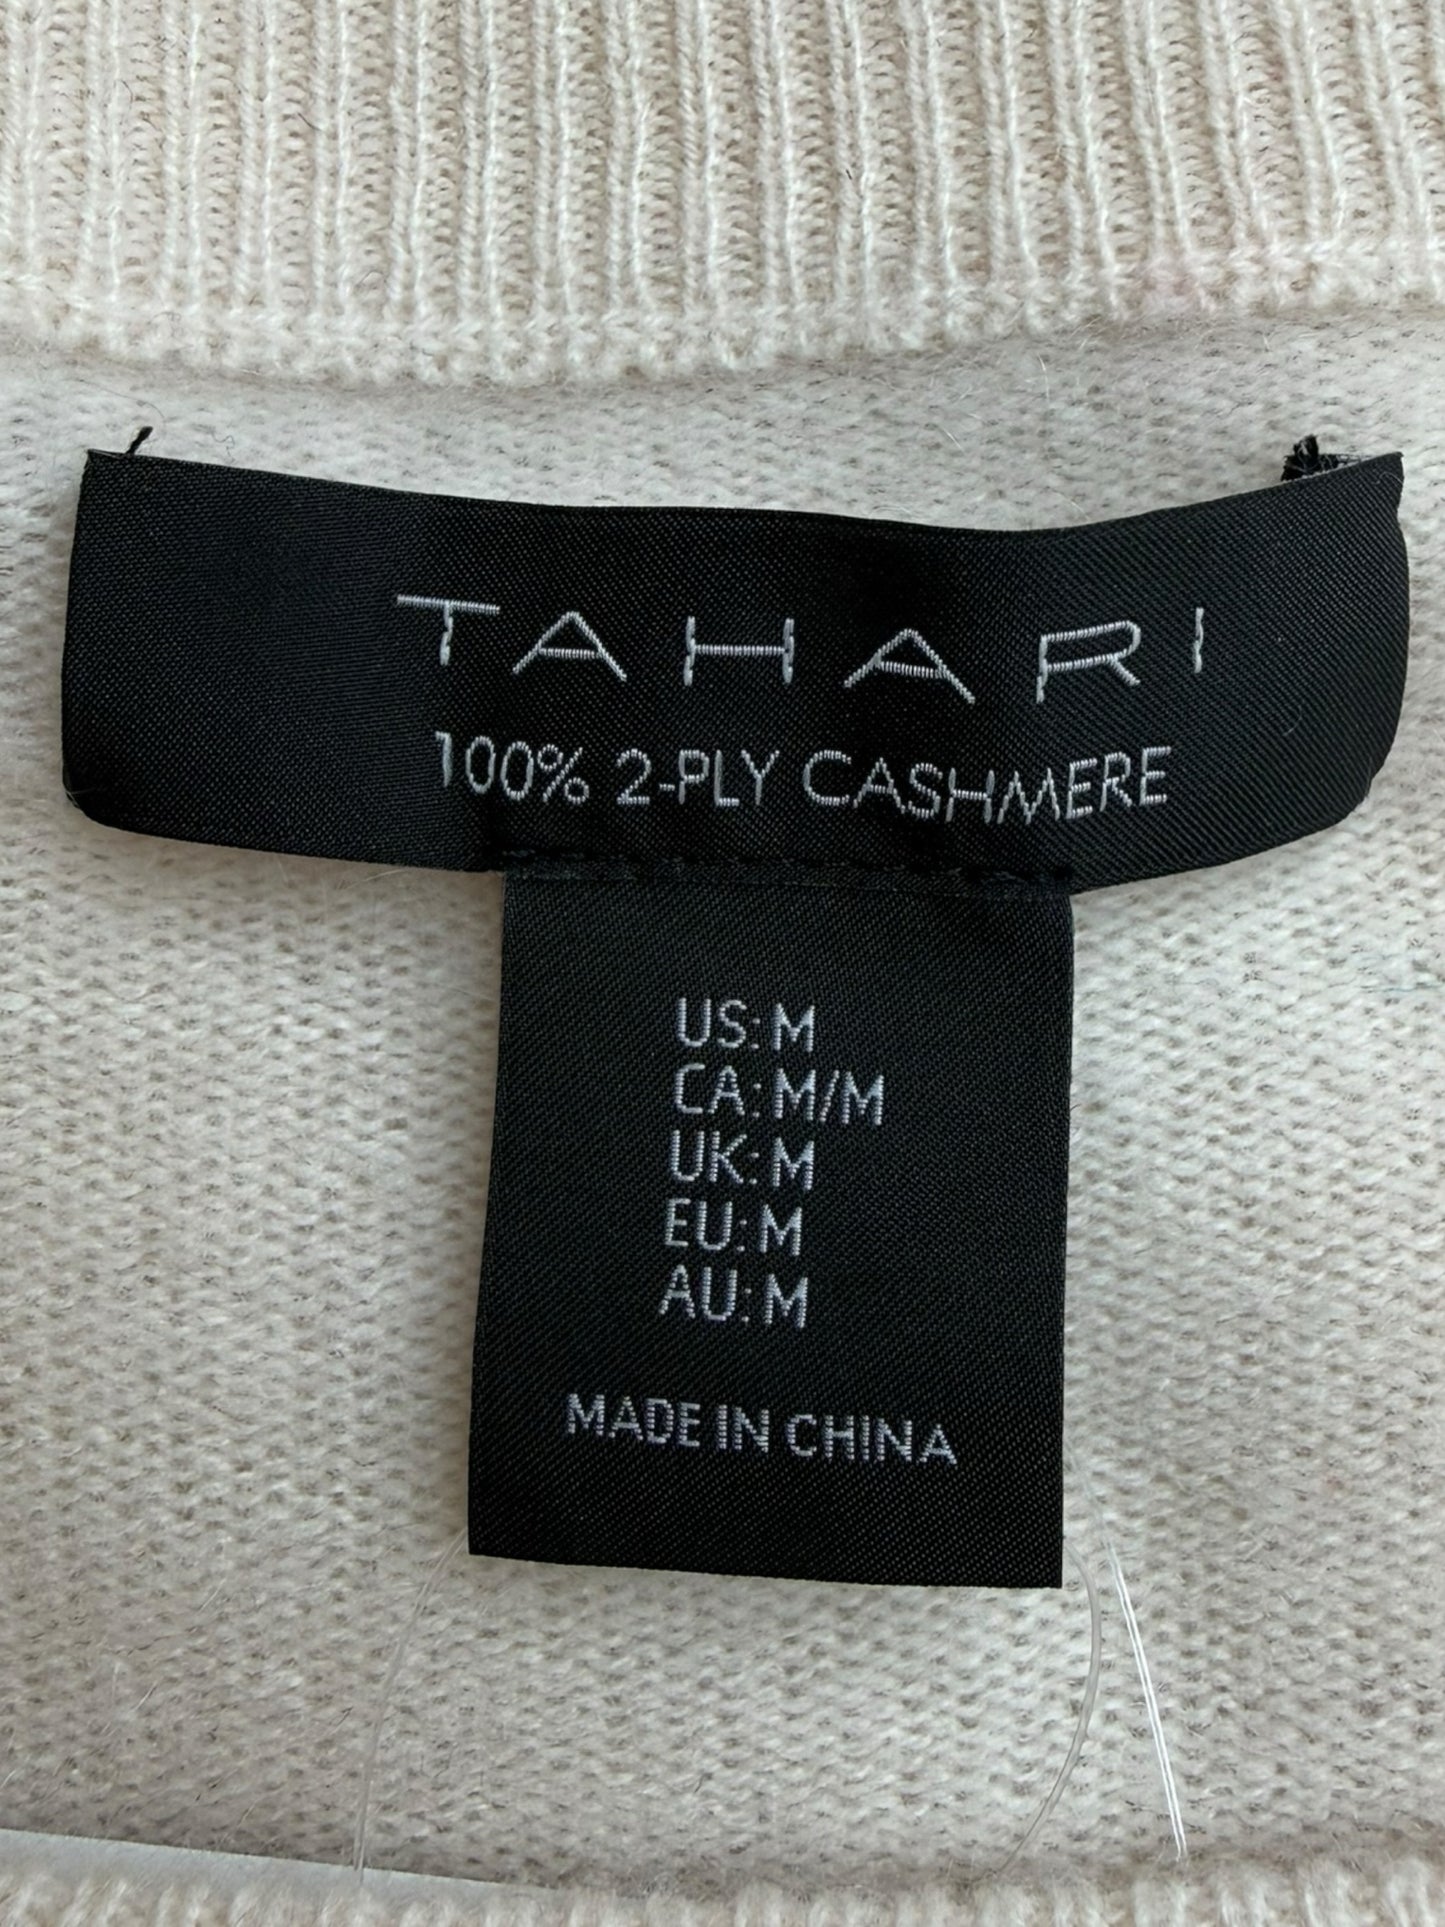 TAHARI
100% 2-PLY CASHMERE
US: M
CA: M/M
UK: M
EU: M
AU: M
MADE IN CHINA